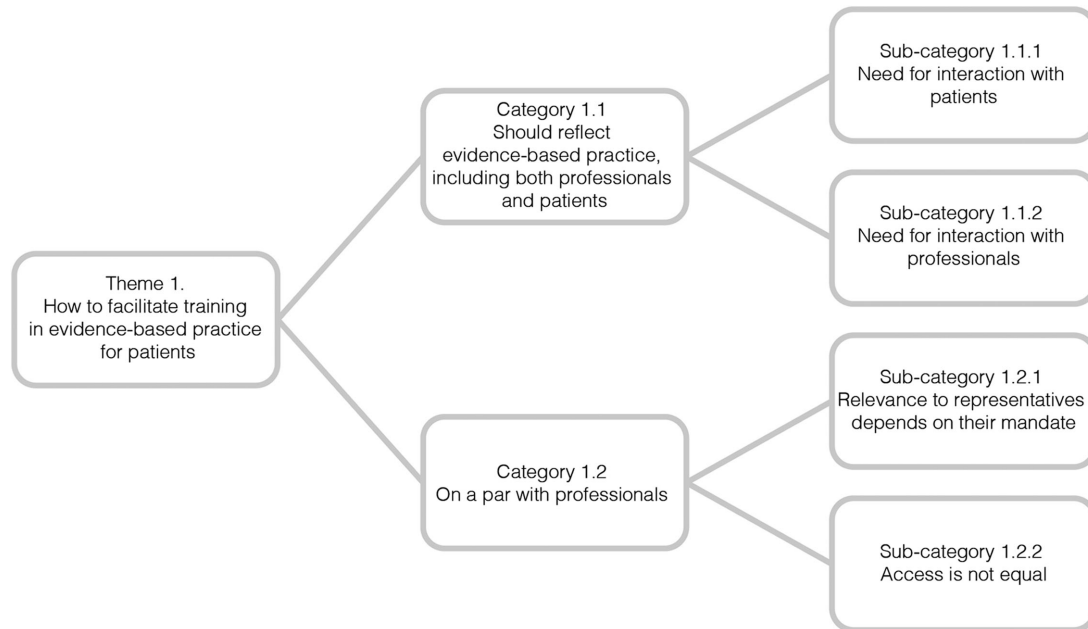 Theme 1.
How to facilitate training
in evidence-based practice
for patients
Category 1.1
Should reflect
evidence-based practice,
including both professionals
and patients
Sub-category 1.1.1
Need for interaction with
patients
Sub-category 1.1.2
Need for interaction with
professionals
Category 1.2
On a par with professionals
Sub-category 1.2.1
Relevance to representatives
depends on their mandate
Sub-category 1.2.2
Access is not equal